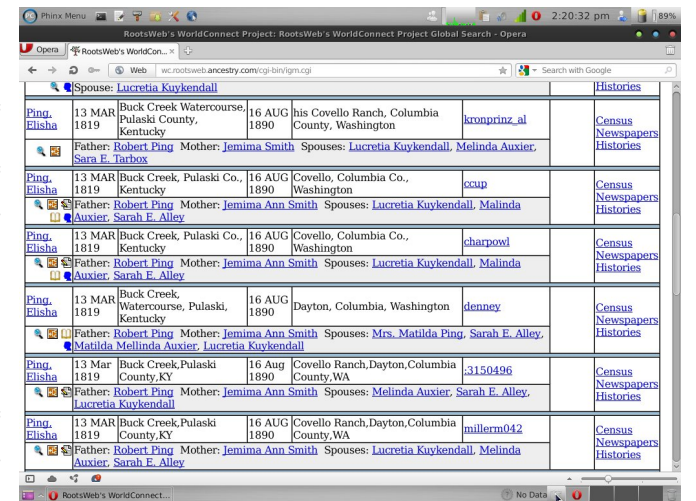 Phinx Menu 2:20:32 pm 89%
RootsWeb's WorldConnect Project: RootsWeb's WorldConnect Project Global Search - Opera
Opera RootsWeb's WorldCon... ×
Web wc.rootsweb.ancestry.com/cgi-bin/igm.cgi Search with Google
Spouse: Lucretia Kuykendall Histories
Ping, Elisha 13 MAR 1819 Buck Creek Watercourse, Pulaski County, Kentucky 16 AUG 1890 his Covello Ranch, Columbia County, Washington kronprinz_al Census Newspapers Histories
Father: Robert Ping Mother: Jemima Smith Spouses: Lucretia Kuykendall, Melinda Auxier,
Sara E. Tarbox
Ping, Elisha 13 MAR 1819 Buck Creek, Pulaski Co., Kentucky 16 AUG 1890 Covello, Columbia Co., Washington ccup Census Newspapers Histories
Father: Robert Ping Mother: Jemima Ann Smith Spouses: Lucretia Kuykendall, Malinda
Auxier, Sarah E. Alley
Ping, Elisha 13 MAR 1819 Buck Creek, Pulaski Co., Kentucky 16 AUG 1890 Covello, Columbia Co., Washington charpowl Census Newspapers Histories
Father: Robert Ping Mother: Jemima Ann Smith Spouses: Lucretia Kuykendall, Malinda
Auxier, Sarah E. Alley
Ping, Elisha 13 MAR 1819 Buck Creek, Watercourse, Pulaski, Kentucky 16 AUG 1890 Dayton, Columbia, Washington denney Census Newspapers Histories
Father: Robert Ping Mother: Jemima Ann Smith Spouses: Mrs. Matilda Ping, Sarah E. Alley,
Matilda Mellinda Auxier, Lucretia Kuykendall
Ping, Elisha 13 Mar 1819 Buck Creek,Pulaski County,KY 16 Aug 1890 Covello Ranch,Dayton,Columbia County,WA :3150496 Census Newspapers Histories
Father: Robert Ping Mother: Jemima Ann Smith Spouses: Melinda Auxier, Sarah E. Alley,
Lucretia Kuykendall
Ping, Elisha 13 MAR 1819 Buck Creek,Pulaski County,KY 16 AUG 1890 Covello Ranch,Dayton,Columbia County,WA millerm042 Census Newspapers Histories
Father: Robert Ping Mother: Jemima Ann Smith Spouses: Lucretia Kuykendall, Melinda
Auxier, Sarah E. Alley
RootsWeb's WorldConnect... No Data